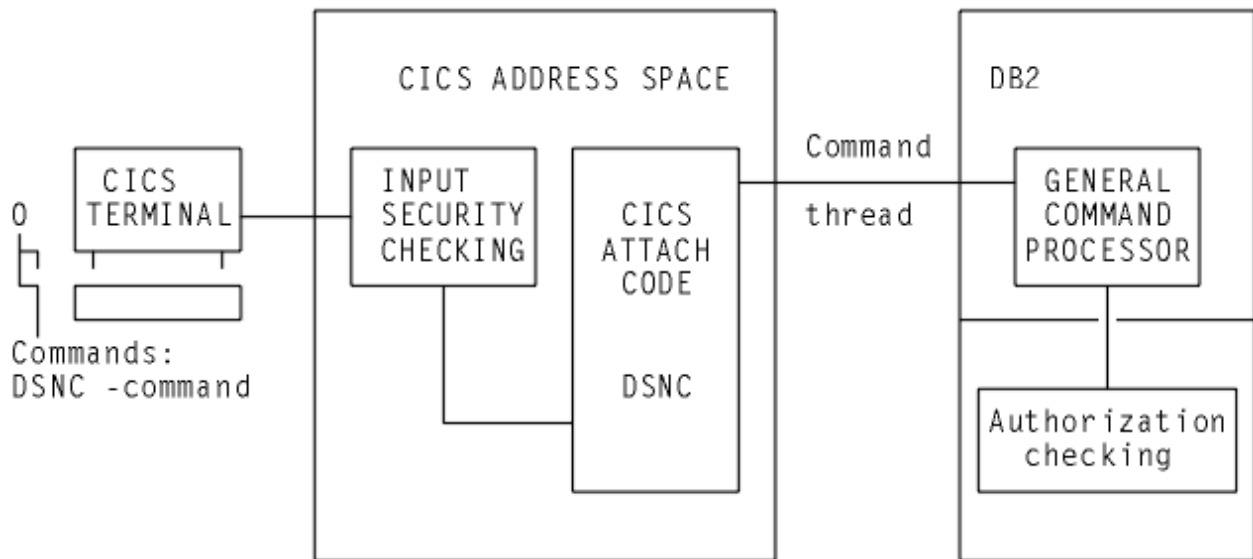 CICS ADDRESS SPACE
DB2
CICS
TERMINAL
O
INPUT
SECURITY
CHECKING
CICS
ATTACH
CODE
DSNC
Command
thread
GENERAL
COMMAND
PROCESSOR
Commands:
DSNC -command
Authorization
checking